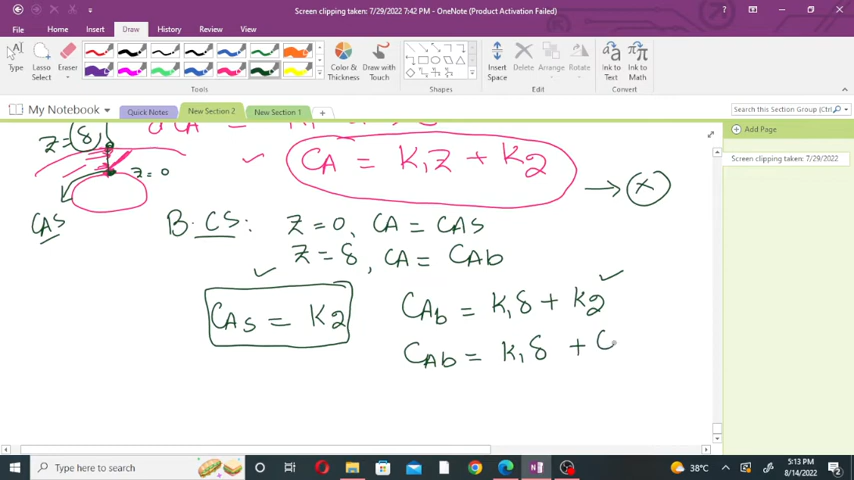 Screen clipping taken: 7/29/2022 7:42 PM - OneNote (Product Activation Failed)
File Home Insert Draw History Review View
Type Lasso Select Eraser Color & Thickness Draw with Touch Insert Space Delete Arrange Rotate Ink to Text Ink to Math
Tools Shapes Edit Convert
My Notebook Quick Notes New Section 2 New Section 1 Search this Section Group (Ctrl+E)
Add Page
Screen clipping taken: 7/29/2022
Z=(δ)
CA = K1Z + K2
Z=0
→ (X)
CAS
B.CS: Z=0, CA = CAS
Z=δ, CA = CAb
CAS = K2
CAb = K1δ + K2
CAb = K1δ + C
Type here to search
38°C
5:13 PM
8/14/2022
2